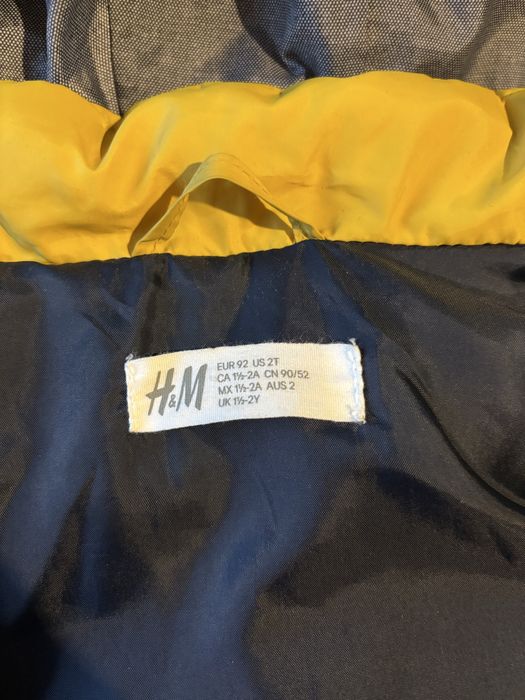 H&M
EUR 92 US 2T
CA 1½-2A CN 90/52
MX 1½-2A AUS 2
UK 1½-2Y